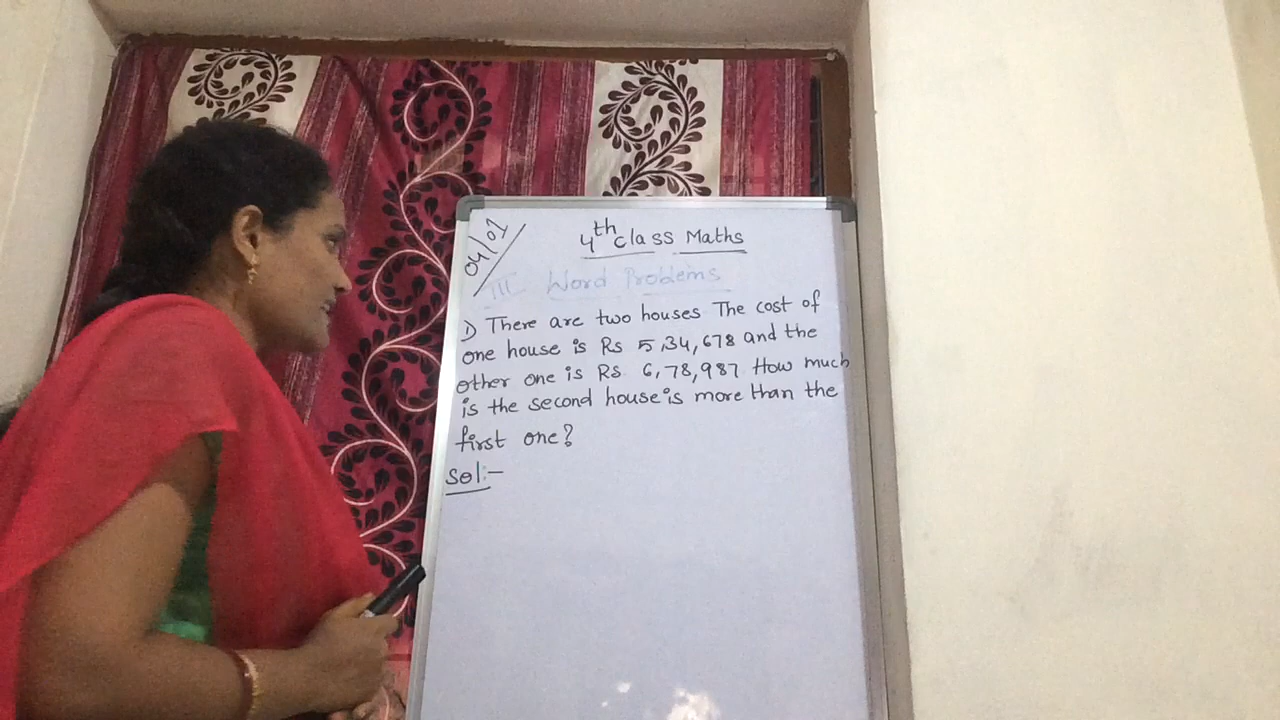 04/01
4th class Maths
III Word Problems
1) There are two houses The cost of
one house is Rs 5,34,678 and the
other one is Rs 6,78,987 How much
is the second house is more than the
first one?
Sol:-